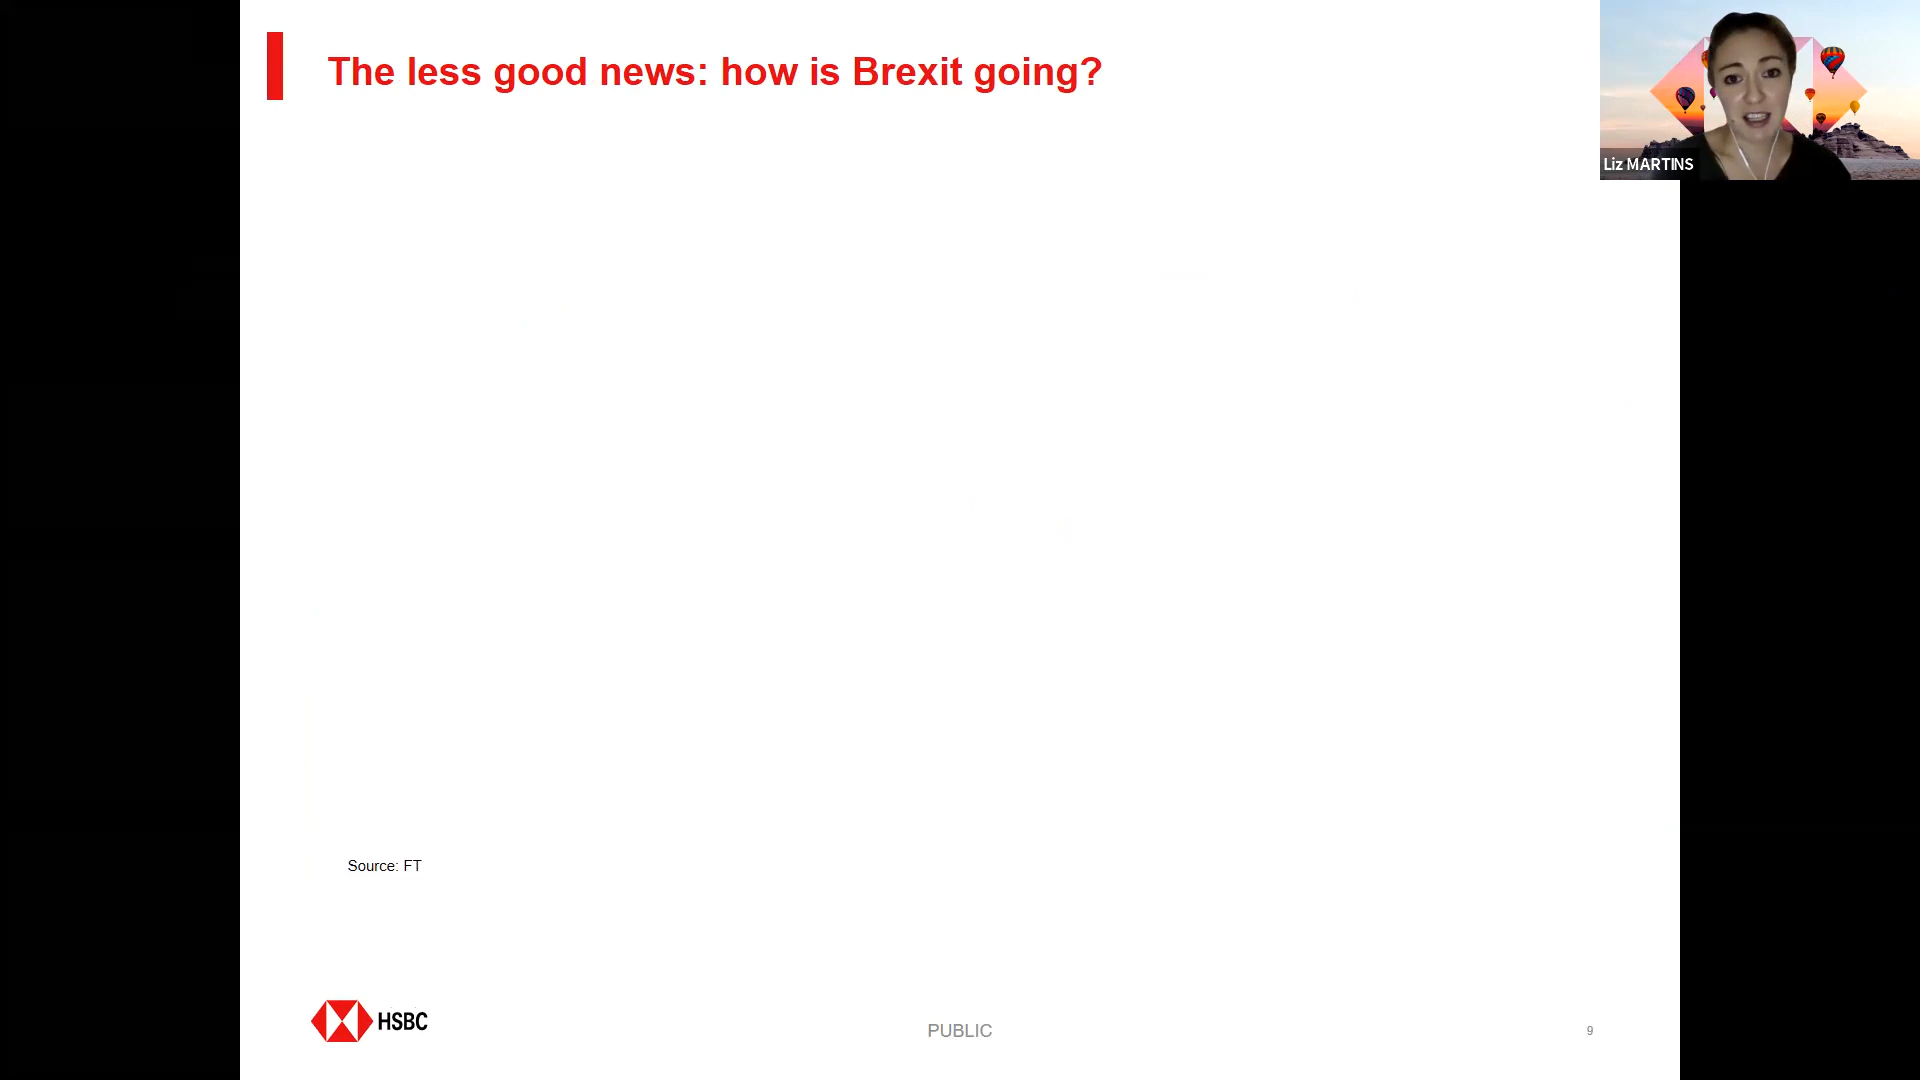 The less good news: how is Brexit going?
Liz MARTINS
Source: FT
HSBC
PUBLIC
9